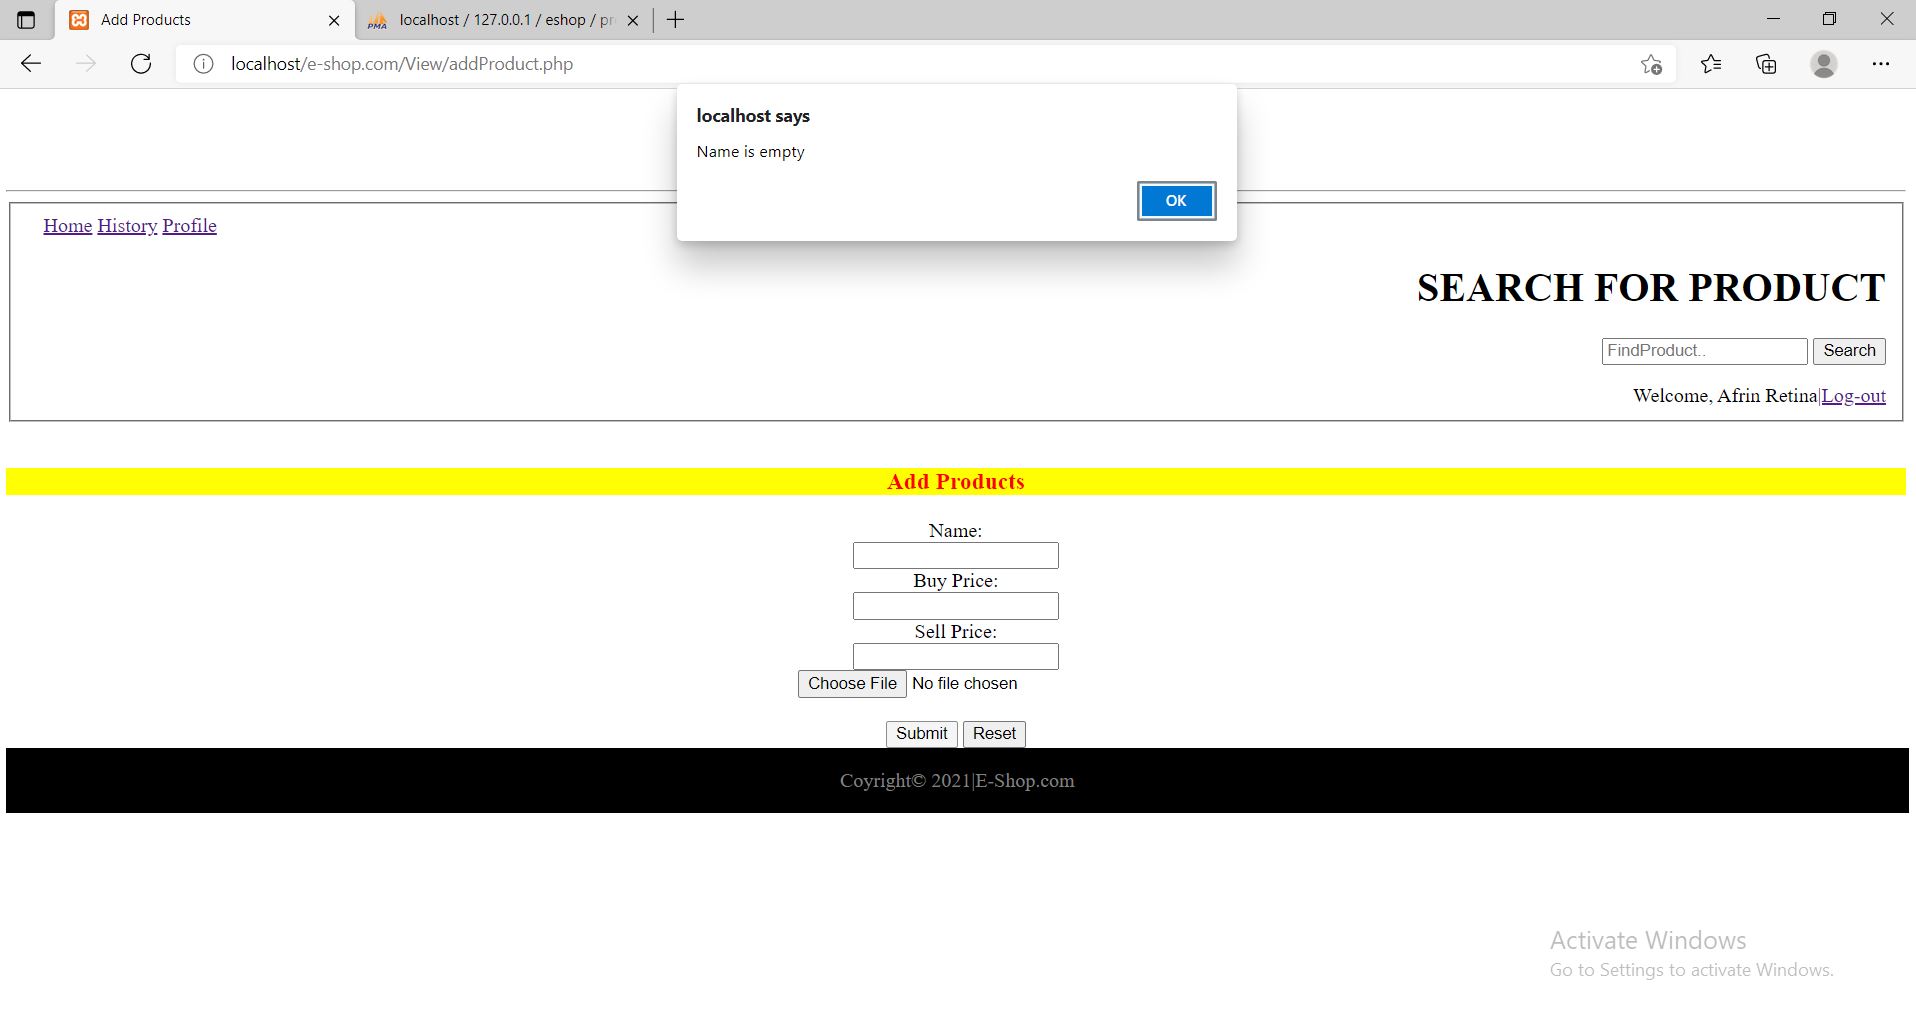 Add Products
localhost / 127.0.0.1 / eshop / pr
localhost/e-shop.com/View/addProduct.php
localhost says
Name is empty
OK
Home History Profile
SEARCH FOR PRODUCT
FindProduct.. Search
Welcome, Afrin Retina|Log-out
Add Products
Name:
Buy Price:
Sell Price:
Choose File No file chosen
Submit Reset
Coyright© 2021|E-Shop.com
Activate Windows
Go to Settings to activate Windows.
PMA